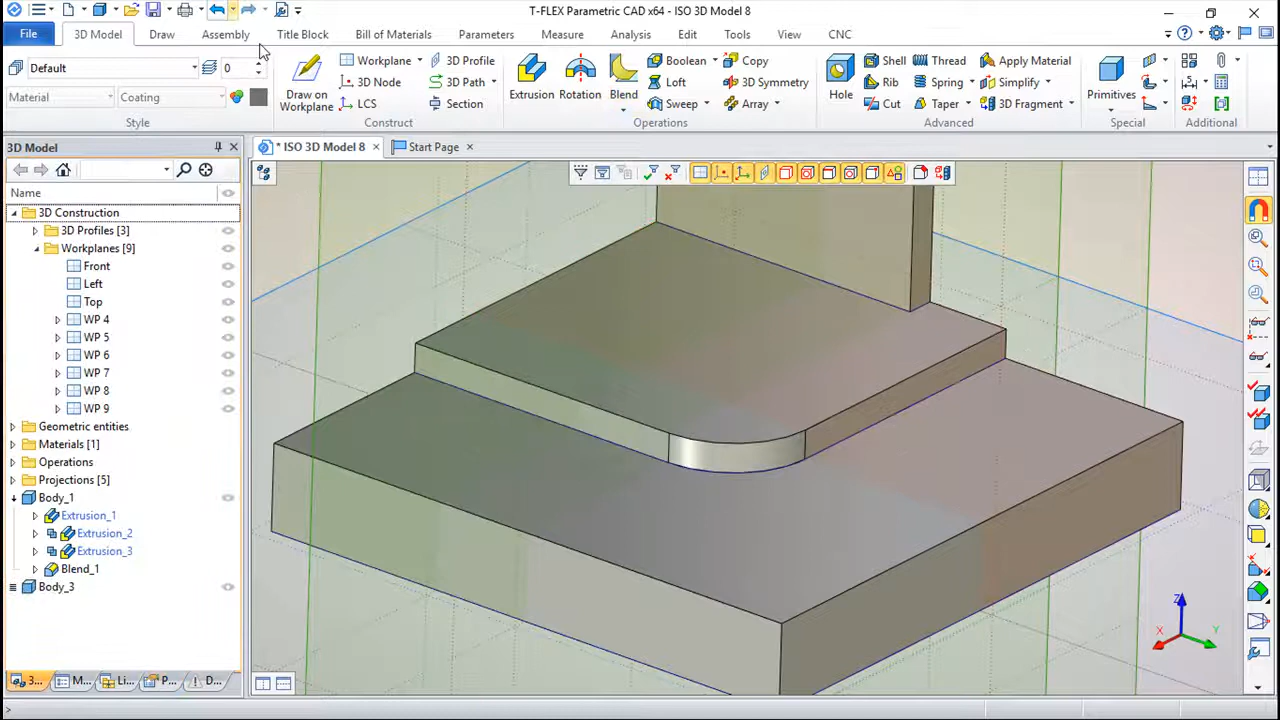 T-FLEX Parametric CAD x64 - ISO 3D Model 8
File
3D Model
Draw
Assembly
Title Block
Bill of Materials
Parameters
Measure
Analysis
Edit
Tools
CNC
Default
0
Material
Coating
Style
Draw on
Workplane
Workplane
3D Node
LCS
3D Profile
3D Path
Section
Construct
Extrusion
Rotation
Blend
Boolean
Loft
Sweep
Copy
3D Symmetry
Array
Operations
Hole
Shell
Rib
Cut
Thread
Spring
Taper
Apply Material
Simplify
3D Fragment
Advanced
Primitives
Special
Additional
3D Model
* ISO 3D Model 8
Start Page
Name
3D Construction
3D Profiles [3]
Workplanes [9]
Front
Left
Top
WP 4
WP 5
WP 6
WP 7
WP 8
WP 9
Geometric entities
Materials [1]
Operations
Projections [5]
Body_1
Extrusion_1
Extrusion_2
Extrusion_3
Blend_1
Body_3
3...
M...
Li...
P...
D...
Z
X
Y
>